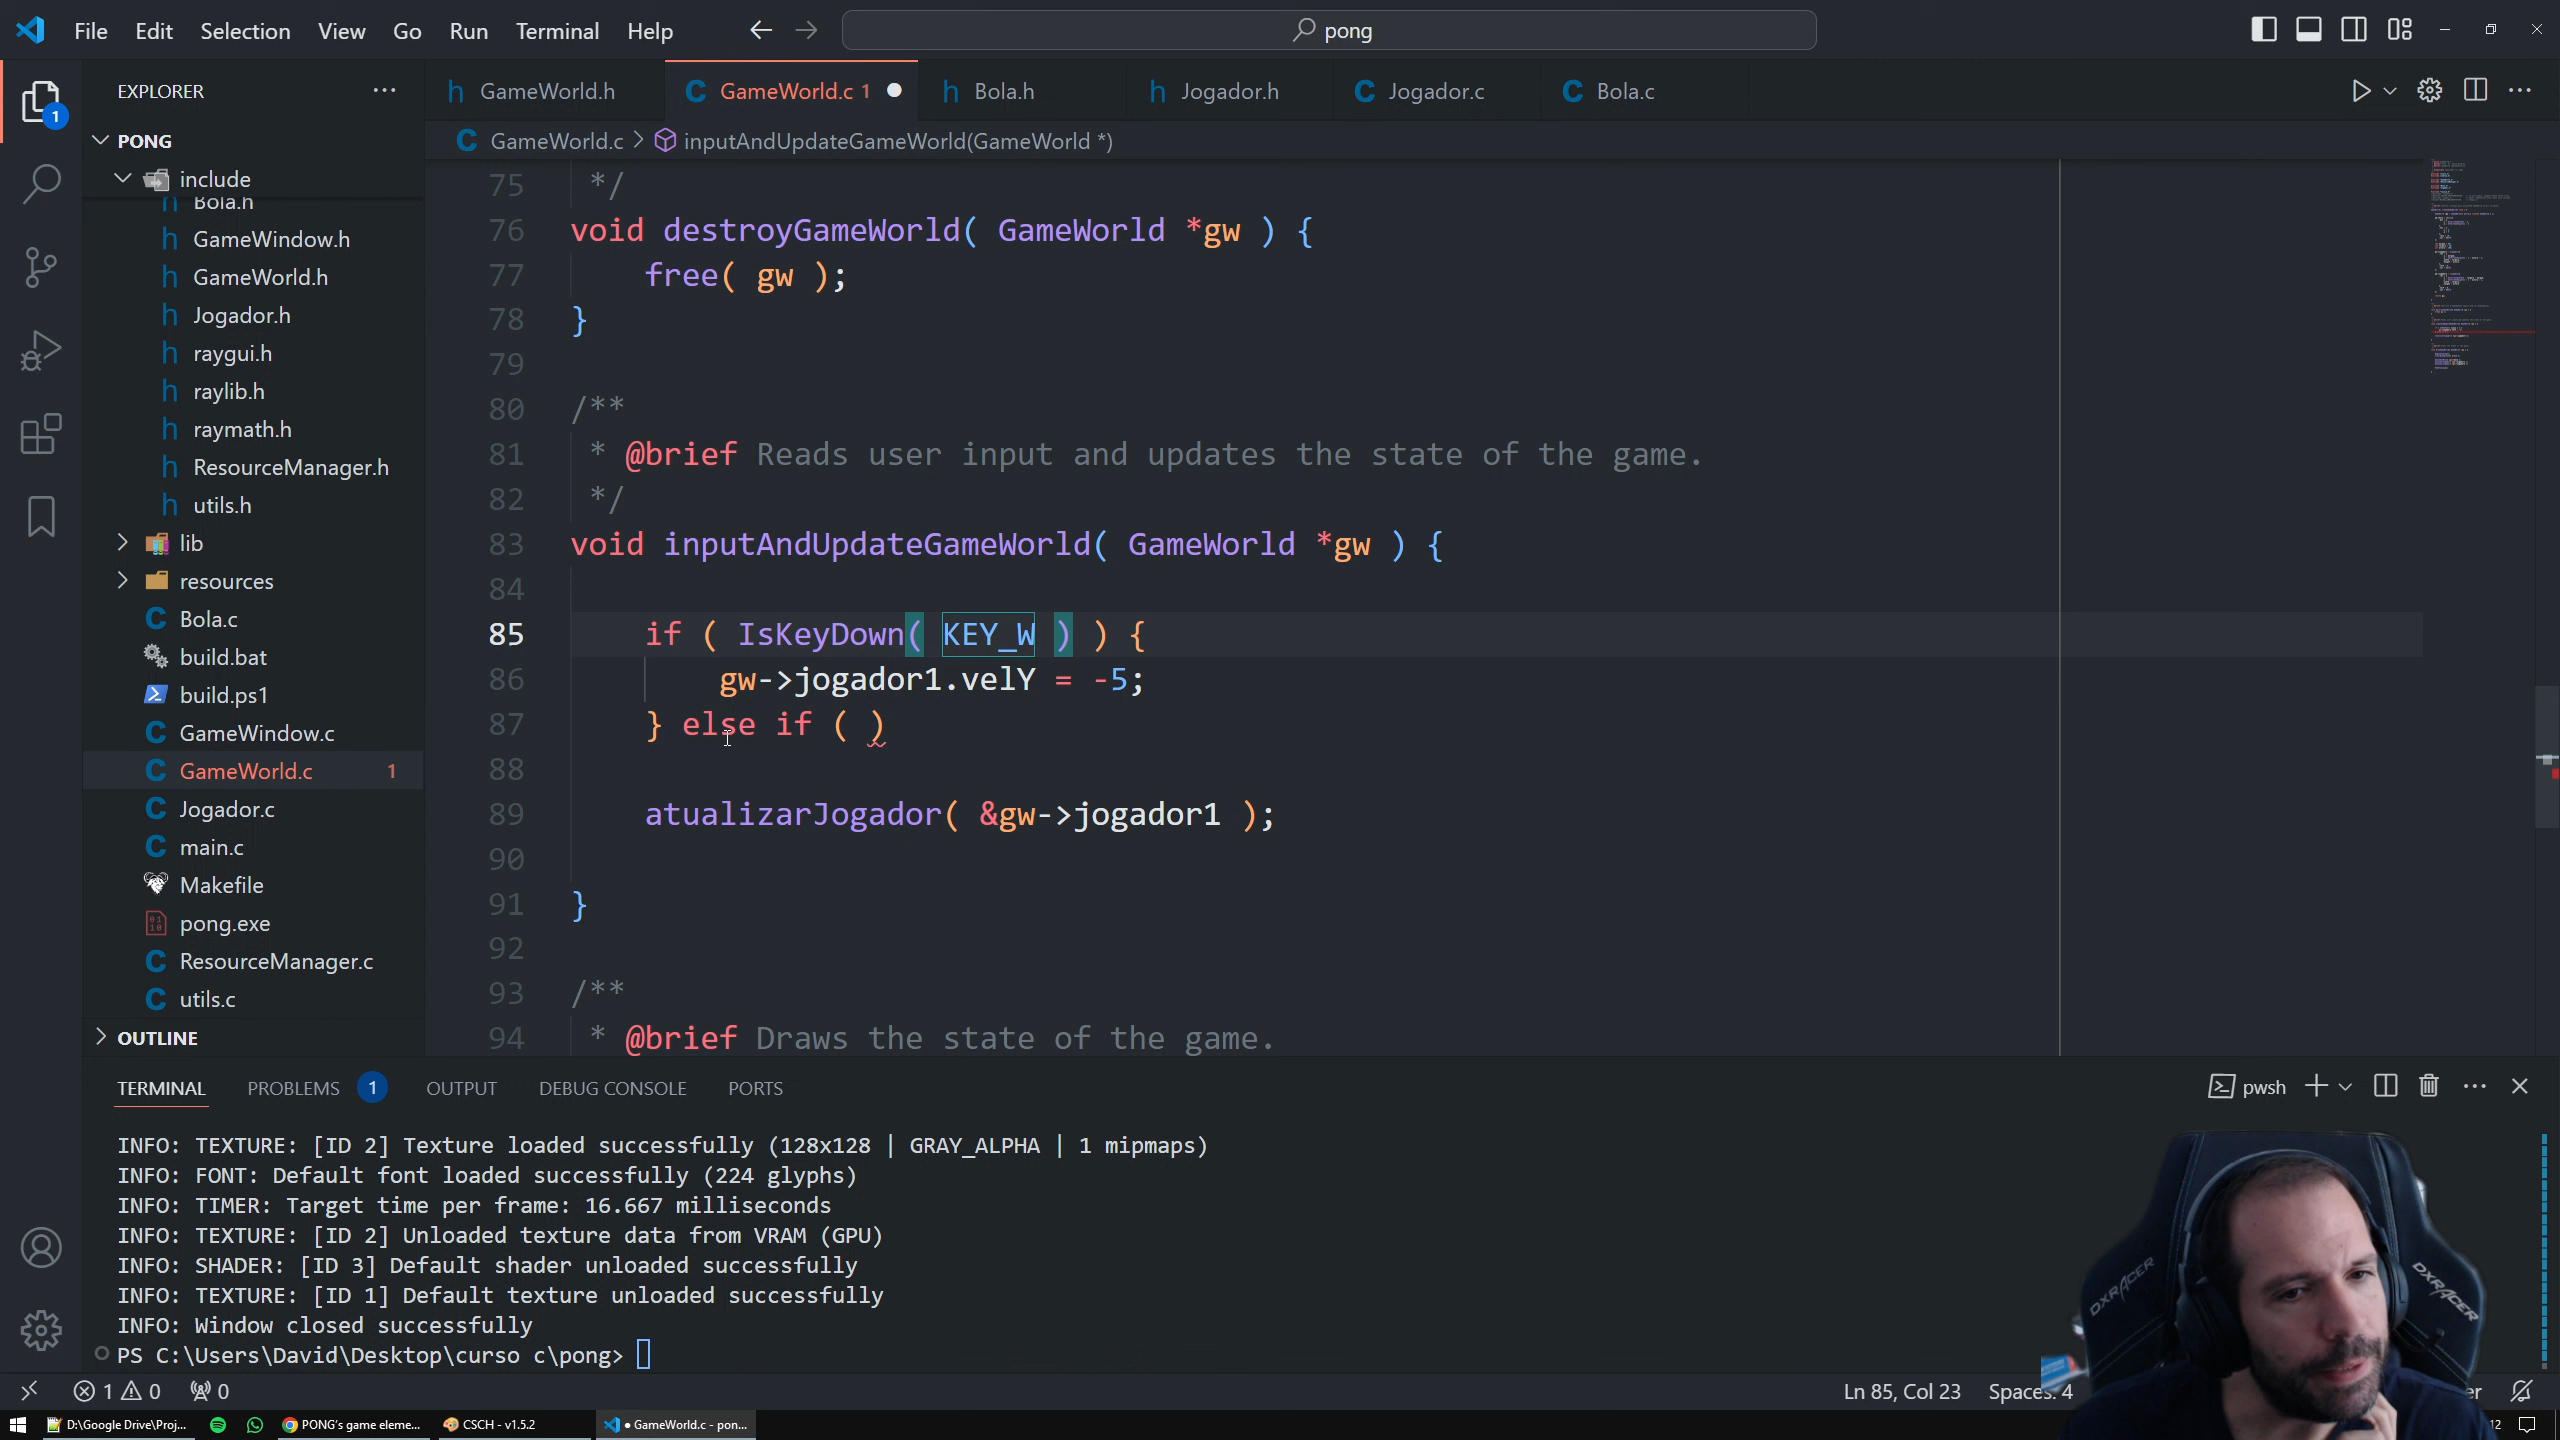 File Edit Selection View Go Run Terminal Help
pong
EXPLORER
PONG
include
Bola.h
GameWindow.h
GameWorld.h
Jogador.h
raygui.h
raylib.h
raymath.h
ResourceManager.h
utils.h
lib
resources
Bola.c
build.bat
build.ps1
GameWindow.c
GameWorld.c 1
Jogador.c
main.c
Makefile
pong.exe
ResourceManager.c
utils.c
OUTLINE
1
GameWorld.h GameWorld.c 1 Bola.h Jogador.h Jogador.c Bola.c
GameWorld.c > inputAndUpdateGameWorld(GameWorld *)
75 */
76 void destroyGameWorld( GameWorld *gw ) {
77 free( gw );
78 }
79
80 /**
81 * @brief Reads user input and updates the state of the game.
82 */
83 void inputAndUpdateGameWorld( GameWorld *gw ) {
84
85 if ( IsKeyDown( KEY_W ) ) {
86 gw->jogador1.velY = -5;
87 } else if ( )
88
89 atualizarJogador( &gw->jogador1 );
90
91 }
92
93 /**
94 * @brief Draws the state of the game.
TERMINAL PROBLEMS 1 OUTPUT DEBUG CONSOLE PORTS
pwsh
INFO: TEXTURE: [ID 2] Texture loaded successfully (128x128 | GRAY_ALPHA | 1 mipmaps)
INFO: FONT: Default font loaded successfully (224 glyphs)
INFO: TIMER: Target time per frame: 16.667 milliseconds
INFO: TEXTURE: [ID 2] Unloaded texture data from VRAM (GPU)
INFO: SHADER: [ID 3] Default shader unloaded successfully
INFO: TEXTURE: [ID 1] Default texture unloaded successfully
INFO: Window closed successfully
PS C:\Users\David\Desktop\curso c\pong>
DXRACER DXRACER
1 0 0
Ln 85, Col 23 Spaces: 4
D:\Google Drive\Proj... PONG's game eleme... CSCH - v1.5.2 ● GameWorld.c - pon...